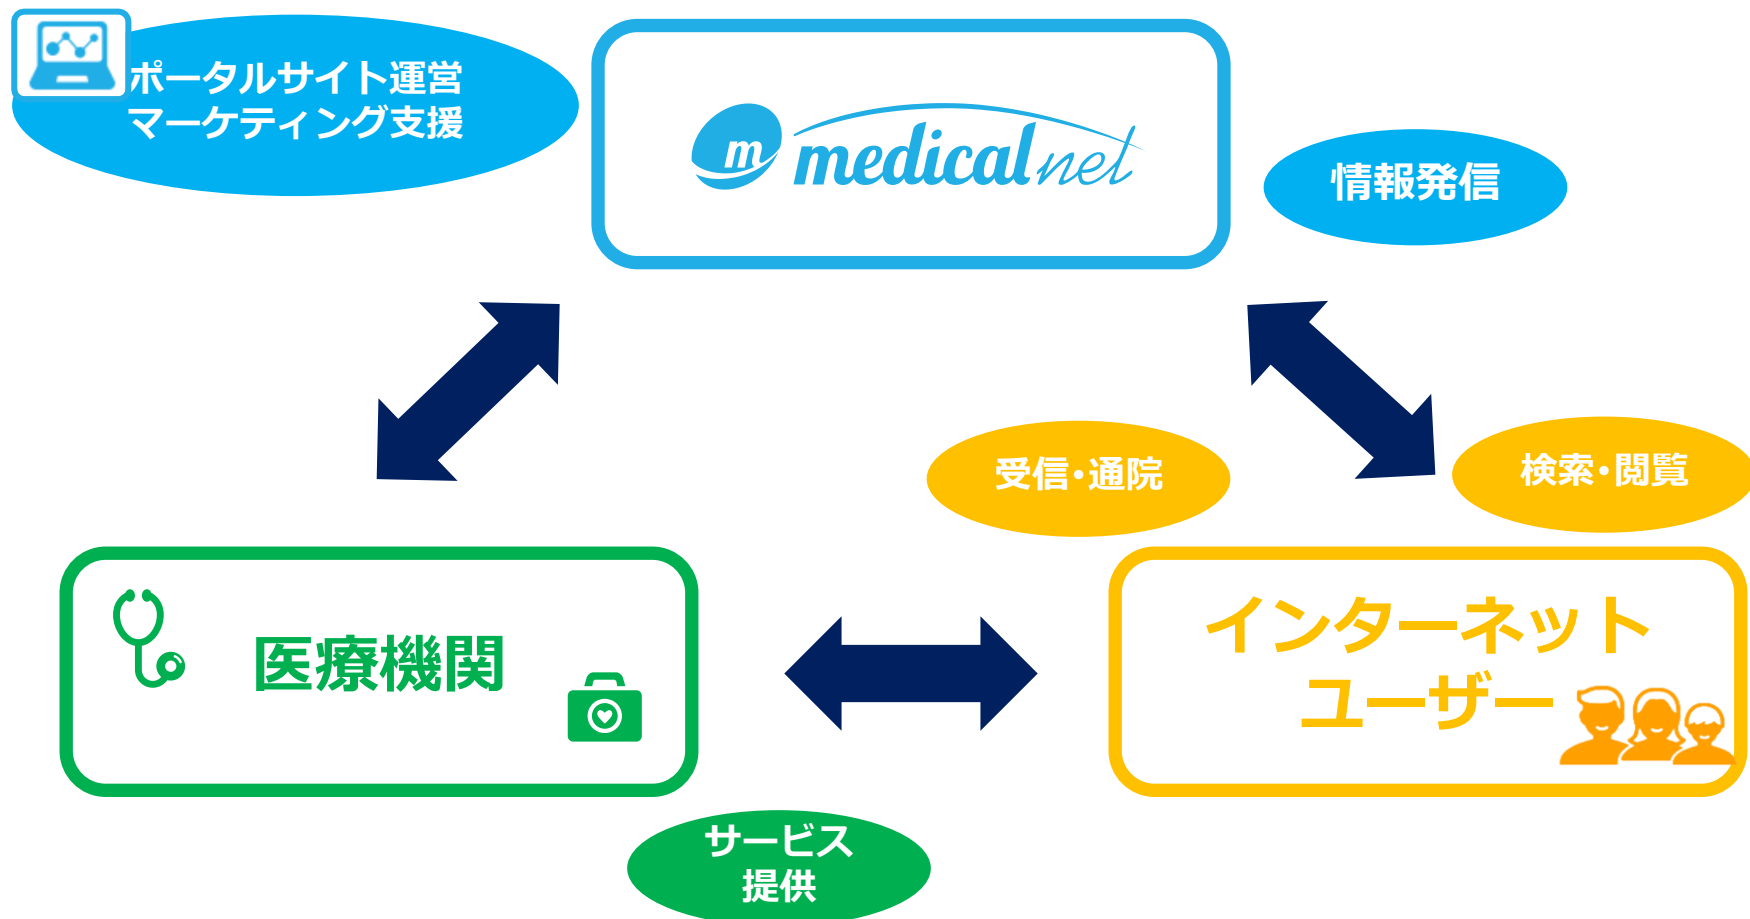 ポータルサイト運営
マーケティング支援
m medical net
情報発信
受信・通院
検索・閲覧
医療機関
インターネット
ユーザー
サービス
提供